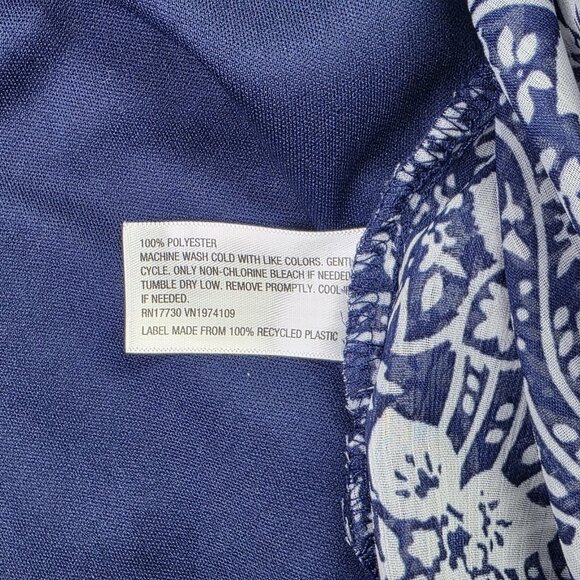 100% POLYESTER
MACHINE WASH COLD WITH LIKE COLORS.
CYCLE. ONLY NON-CHLORINE BLEACH IF NEEDED
TUMBLE DRY LOW. REMOVE PROMPTLY.
IF NEEDED.
RN17730 VN1974109
LABEL MADE FROM 100% RECYCLED PLASTIC